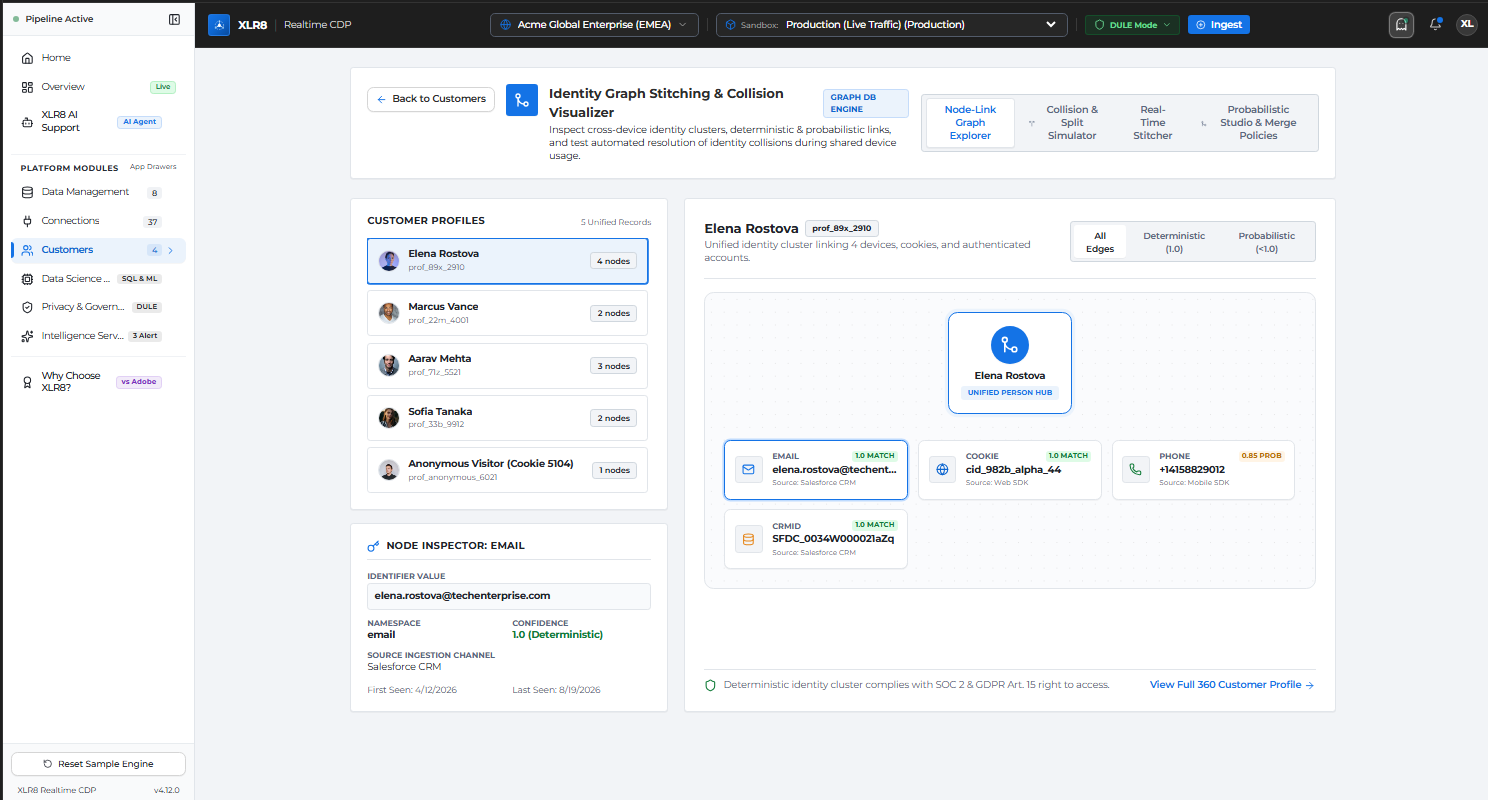 Pipeline Active
Home
Overview
Live
XLR8 AI
Support
AI Agent
PLATFORM MODULES
App Drawers
Data Management
8
Connections
37
Customers
4
Data Science ...
SQL & ML
Privacy & Govern...
DULE
Intelligence Serv...
3 Alert
Why Choose
XLR8?
vs Adobe
Reset Sample Engine
XLR8 Realtime CDP
v4.12.0
XLR8
Realtime CDP
Acme Global Enterprise (EMEA)
Sandbox:
Production (Live Traffic) (Production)
DULE Mode
Ingest
XL
Back to Customers
Identity Graph Stitching & Collision
Visualizer
GRAPH DB
ENGINE
Inspect cross-device identity clusters, deterministic & probabilistic links,
and test automated resolution of identity collisions during shared device
usage.
Node-Link
Graph
Explorer
Collision &
Split
Simulator
Real-
Time
Stitcher
Probabilistic
Studio & Merge
Policies
CUSTOMER PROFILES
5 Unified Records
Elena Rostova
prof_89x_2910
4 nodes
Marcus Vance
prof_22m_4001
2 nodes
Aarav Mehta
prof_71z_5521
3 nodes
Sofia Tanaka
prof_33b_9912
2 nodes
Anonymous Visitor (Cookie 5104)
prof_anonymous_6021
1 nodes
NODE INSPECTOR: EMAIL
IDENTIFIER VALUE
elena.rostova@techenterprise.com
NAMESPACE
email
CONFIDENCE
1.0 (Deterministic)
SOURCE INGESTION CHANNEL
Salesforce CRM
First Seen: 4/12/2026
Last Seen: 8/19/2026
Elena Rostova
prof_89x_2910
Unified identity cluster linking 4 devices, cookies, and authenticated
accounts.
All
Edges
Deterministic
(1.0)
Probabilistic
(<1.0)
Elena Rostova
UNIFIED PERSON HUB
EMAIL
1.0 MATCH
elena.rostova@techent...
Source: Salesforce CRM
COOKIE
1.0 MATCH
cid_982b_alpha_44
Source: Web SDK
PHONE
0.85 PROB
+14158829012
Source: Mobile SDK
CRMID
1.0 MATCH
SFDC_0034W000021aZq
Source: Salesforce CRM
Deterministic identity cluster complies with SOC 2 & GDPR Art. 15 right to access.
View Full 360 Customer Profile